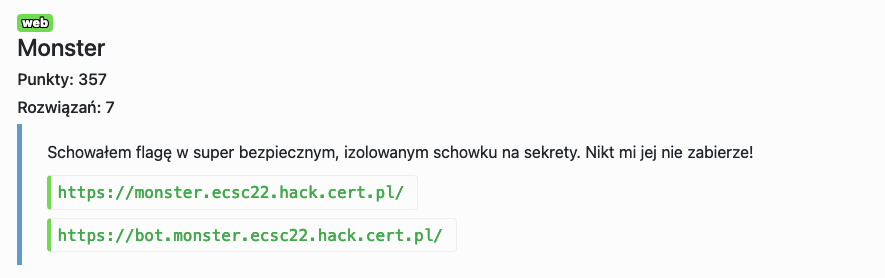 web
Monster
Punkty: 357
Rozwiązań: 7
Schowałem flagę w super bezpiecznym, izolowanym schowku na sekrety. Nikt mi jej nie zabierze!
https://monster.ecsc22.hack.cert.pl/
https://bot.monster.ecsc22.hack.cert.pl/